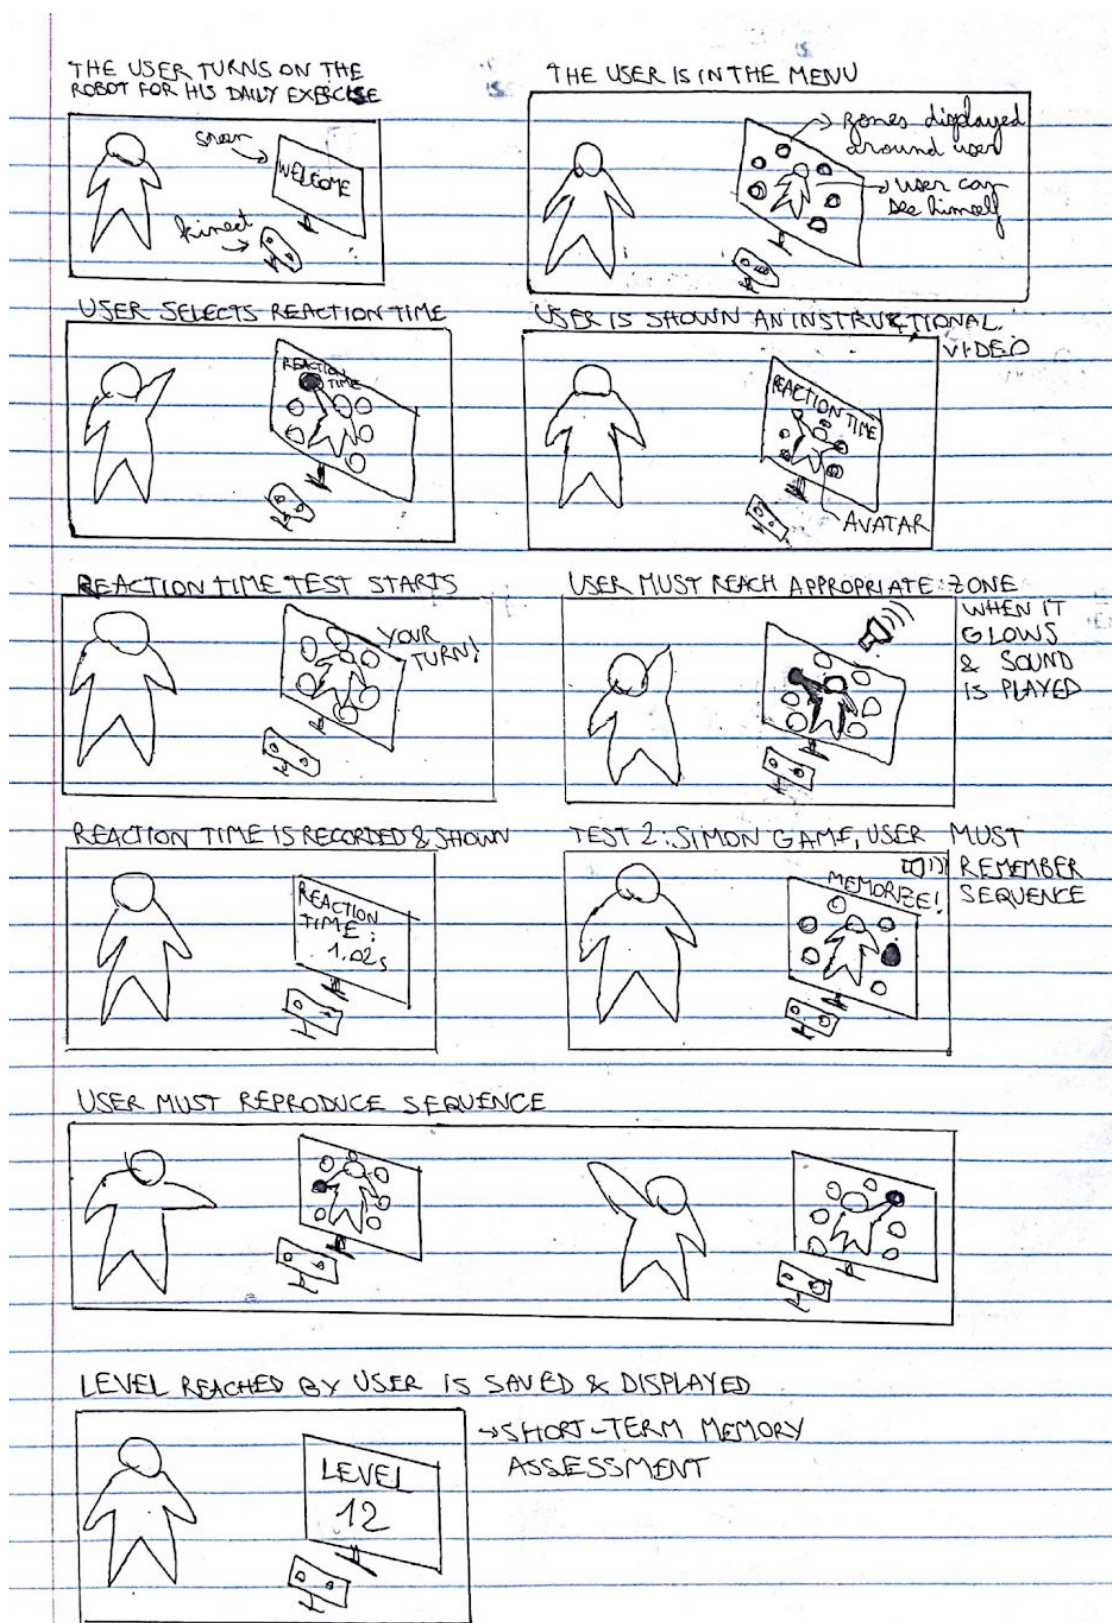 THE USER TURNS ON THE
ROBOT FOR HIS DAILY EXERCISE
screen
WELCOME
kinect
THE USER IS IN THE MENU
zones displayed
around user
user can
see himself
USER SELECTS REACTION TIME
REACTION
TIME
USER IS SHOWN AN INSTRUCTIONAL
VIDEO
REACTION TIME
AVATAR
REACTION TIME TEST STARTS
YOUR
TURN!
USER MUST REACH APPROPRIATE ZONE
WHEN IT
GLOWS
& SOUND
IS PLAYED
REACTION TIME IS RECORDED & SHOWN
REACTION
TIME:
1.02s
TEST 2: SIMON GAME, USER MUST
REMEMBER
SEQUENCE
MEMORIZE!
USER MUST REPRODUCE SEQUENCE
LEVEL REACHED BY USER IS SAVED & DISPLAYED
LEVEL
12
→ SHORT-TERM MEMORY
ASSESSMENT